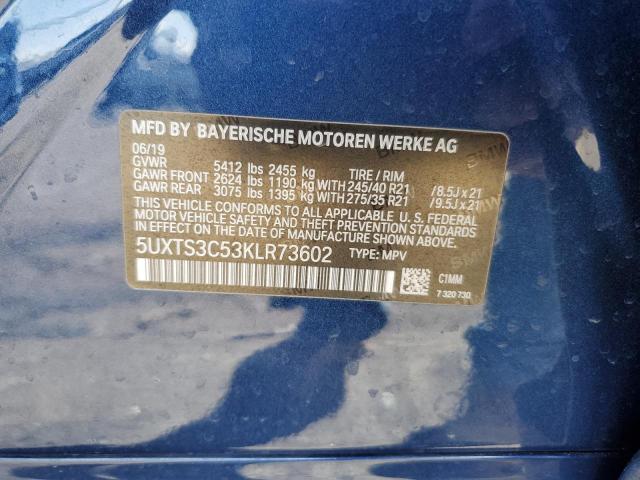 MFD BY BAYERISCHE MOTOREN WERKE AG
06/19
GVWR 5412 lbs 2455 kg TIRE / RIM
GAWR FRONT 2624 lbs 1190 kg WITH 245/40 R21 /8.5J x 21
GAWR REAR 3075 lbs 1395 kg WITH 275/35 R21 /9.5J x 21
THIS VEHICLE CONFORMS TO ALL APPLICABLE U. S. FEDERAL
MOTOR VEHICLE SAFETY AND THEFT PREVENTION STANDARDS
IN EFFECT ON THE DATE OF MANUFACTURE SHOWN ABOVE.
5UXTS3C53KLR73602 TYPE: MPV
C1MM
7 320 730